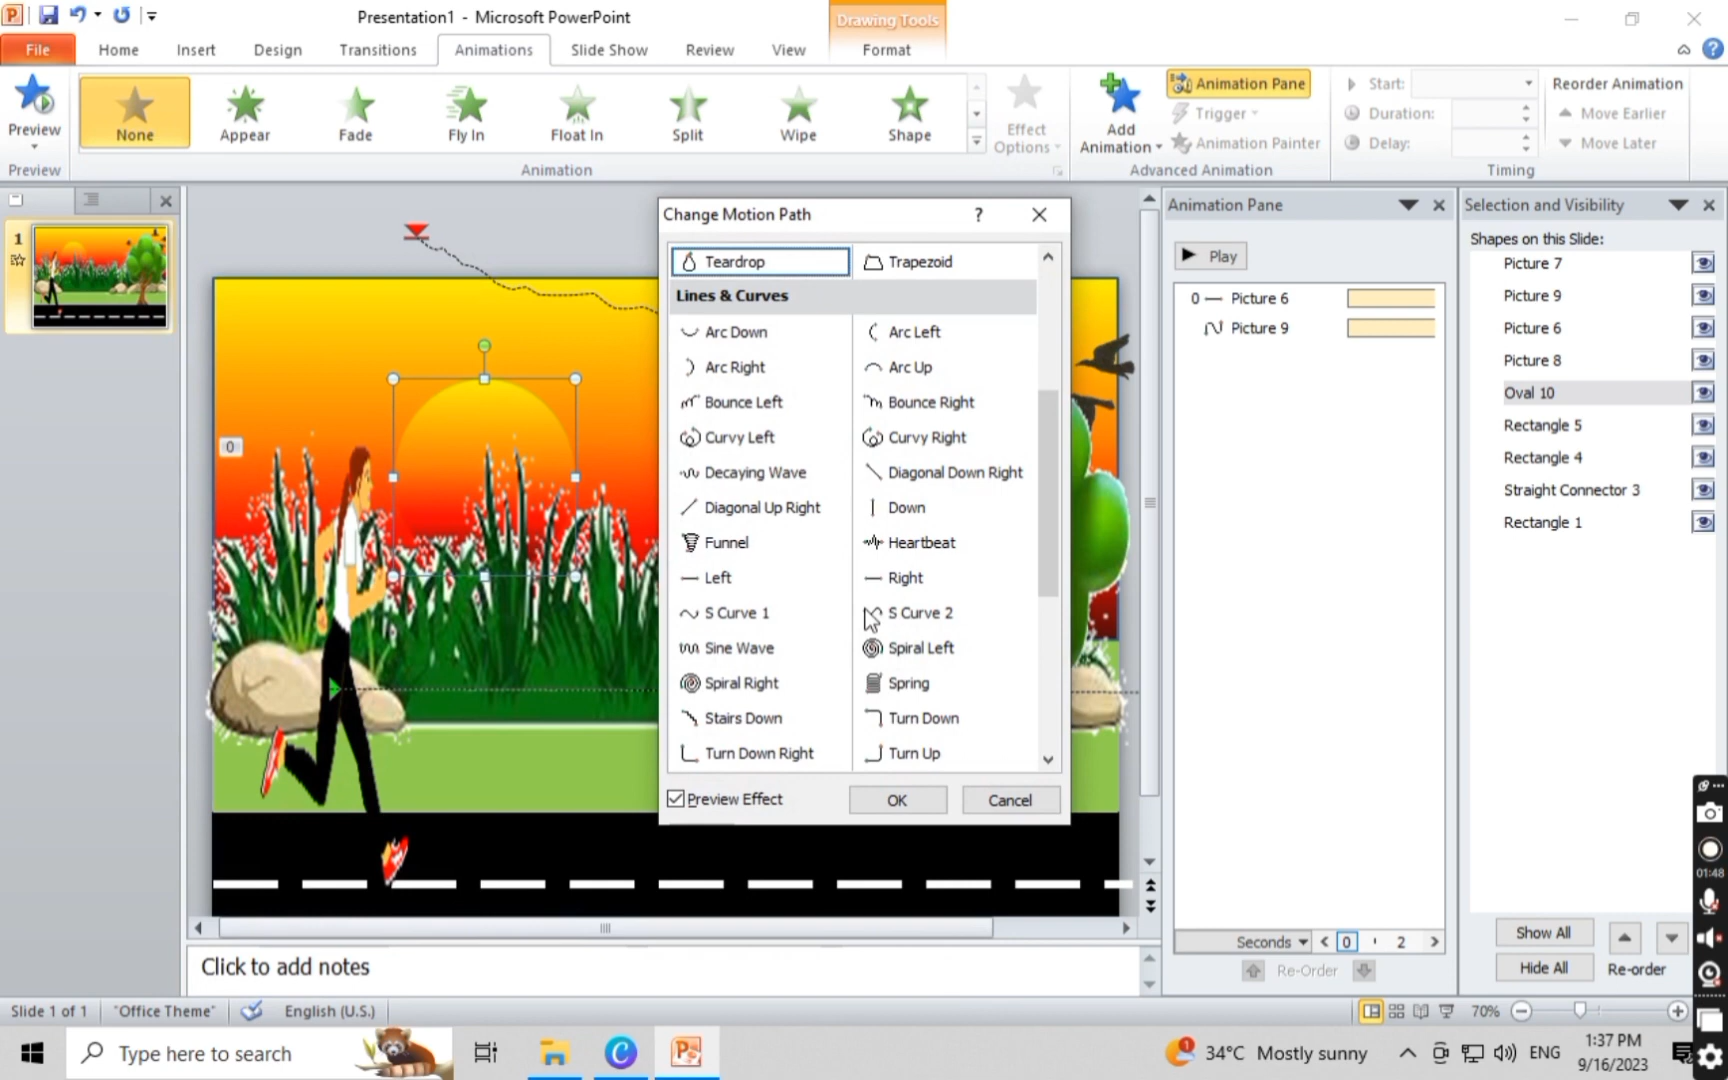 Presentation1 - Microsoft PowerPoint
Drawing Tools
File
Home
Insert
Design
Transitions
Animations
Slide Show
Review
View
Format
Preview
Preview
None
Appear
Fade
Fly In
Float In
Split
Wipe
Shape
Animation
Effect
Options
Add
Animation
Animation Pane
Trigger
Animation Painter
Advanced Animation
Start:
Duration:
Delay:
Reorder Animation
Move Earlier
Move Later
Timing
1
0
Change Motion Path
?
Teardrop
Trapezoid
Lines & Curves
Arc Down
Arc Left
Arc Right
Arc Up
Bounce Left
Bounce Right
Curvy Left
Curvy Right
Decaying Wave
Diagonal Down Right
Diagonal Up Right
Down
Funnel
Heartbeat
Left
Right
S Curve 1
S Curve 2
Sine Wave
Spiral Left
Spiral Right
Spring
Stairs Down
Turn Down
Turn Down Right
Turn Up
Preview Effect
OK
Cancel
Animation Pane
Play
0
Picture 6
Picture 9
Seconds
0
2
Re-Order
Selection and Visibility
Shapes on this Slide:
Picture 7
Picture 9
Picture 6
Picture 8
Oval 10
Rectangle 5
Rectangle 4
Straight Connector 3
Rectangle 1
Show All
Hide All
Re-order
01:48
Click to add notes
Slide 1 of 1
"Office Theme"
English (U.S.)
70%
Type here to search
1
34°C Mostly sunny
ENG
1:37 PM
9/16/2023